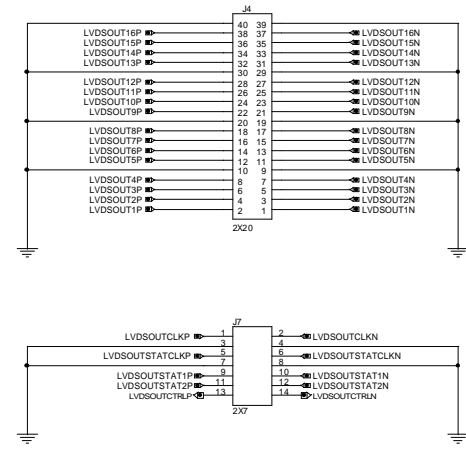 J4
40 39
LVDSOUT16P 38 37 LVDSOUT16N
LVDSOUT15P 36 35 LVDSOUT15N
LVDSOUT14P 34 33 LVDSOUT14N
LVDSOUT13P 32 31 LVDSOUT13N
30 29
LVDSOUT12P 28 27 LVDSOUT12N
LVDSOUT11P 26 25 LVDSOUT11N
LVDSOUT10P 24 23 LVDSOUT10N
LVDSOUT9P 22 21 LVDSOUT9N
20 19
LVDSOUT8P 18 17 LVDSOUT8N
LVDSOUT7P 16 15 LVDSOUT7N
LVDSOUT6P 14 13 LVDSOUT6N
LVDSOUT5P 12 11 LVDSOUT5N
10 9
LVDSOUT4P 8 7 LVDSOUT4N
LVDSOUT3P 6 5 LVDSOUT3N
LVDSOUT2P 4 3 LVDSOUT2N
LVDSOUT1P 2 1 LVDSOUT1N
2X20
J7
LVDSOUTCLKP 1 2 LVDSOUTCLKN
3 4
LVDSOUTSTATCLKP 5 6 LVDSOUTSTATCLKN
7 8
LVDSOUTSTAT1P 9 10 LVDSOUTSTAT1N
LVDSOUTSTAT2P 11 12 LVDSOUTSTAT2N
LVDSOUTCTRLP 13 14 LVDSOUTCTRLN
2X7